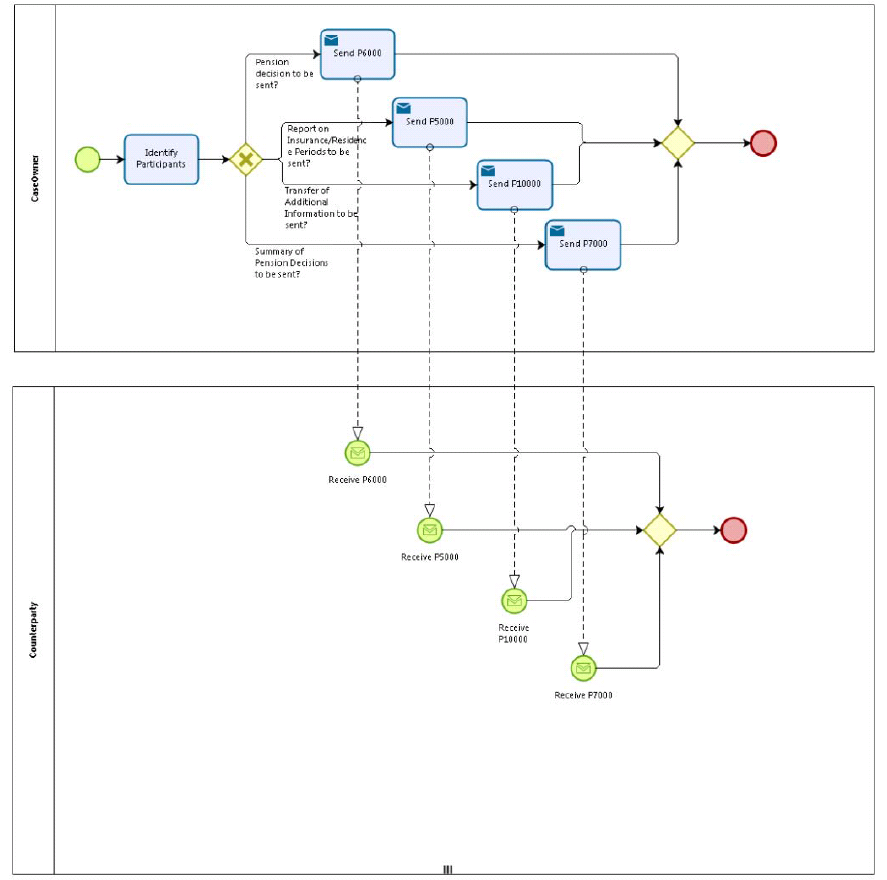 CaseOwner
Identify
Participants
Pension
decision to be
sent?
Send P6000
Report on
Insurance/Residenc
e Periods to be
sent?
Send P5000
Transfer of
Additional
Information to be
sent?
Send P10000
Summary of
Pension Decisions
to be sent?
Send P7000
Counterparty
Receive P6000
Receive P5000
Receive
P10000
Receive P7000